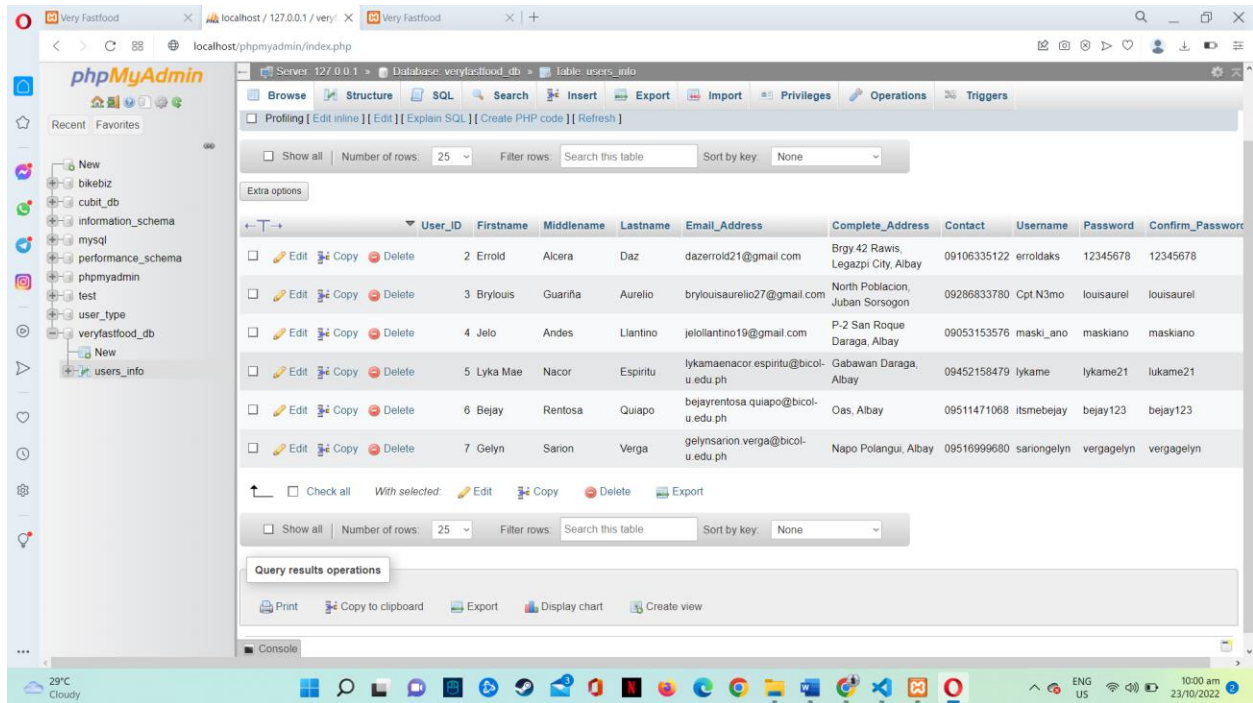 Very Fastfood
localhost / 127.0.0.1 / very
Very Fastfood
localhost/phpmyadmin/index.php
phpMyAdmin
Recent Favorites
New
bikebiz
cubit_db
information_schema
mysql
performance_schema
phpmyadmin
test
user_type
veryfastfood_db
New
users_info
Server: 127.0.0.1 » Database: veryfastfood_db » Table: users_info
Browse Structure SQL Search Insert Export Import Privileges Operations Triggers
Profiling [ Edit inline ] [ Edit ] [ Explain SQL ] [ Create PHP code ] [ Refresh ]
Show all | Number of rows: 25 Filter rows: Search this table Sort by key: None
Extra options
User_ID Firstname Middlename Lastname Email_Address Complete_Address Contact Username Password Confirm_Password
Edit Copy Delete 2 Errold Alcera Daz dazerrold21@gmail.com Brgy 42 Rawis, Legazpi City, Albay 09106335122 erroldaks 12345678 12345678
Edit Copy Delete 3 Brylouis Guariña Aurelio brylouisaurelio27@gmail.com North Poblacion, Juban Sorsogon 09286833780 Cpt.N3mo louisaurel louisaurel
Edit Copy Delete 4 Jelo Andes Llantino jelollantino19@gmail.com P-2 San Roque Daraga, Albay 09053153576 maski_ano maskiano maskiano
Edit Copy Delete 5 Lyka Mae Nacor Espiritu lykamaenacor.espiritu@bicol-u.edu.ph Gabawan Daraga, Albay 09452158479 lykame lykame21 lukame21
Edit Copy Delete 6 Bejay Rentosa Quiapo bejayrentosa.quiapo@bicol-u.edu.ph Oas, Albay 09511471068 itsmebejay bejay123 bejay123
Edit Copy Delete 7 Gelyn Sarion Verga gelynsarion.verga@bicol-u.edu.ph Napo Polangui, Albay 09516999680 sariongelyn vergagelyn vergagelyn
Check all With selected: Edit Copy Delete Export
Show all | Number of rows: 25 Filter rows: Search this table Sort by key: None
Query results operations
Print Copy to clipboard Export Display chart Create view
Console
29°C
Cloudy
ENG
US
10:00 am
23/10/2022